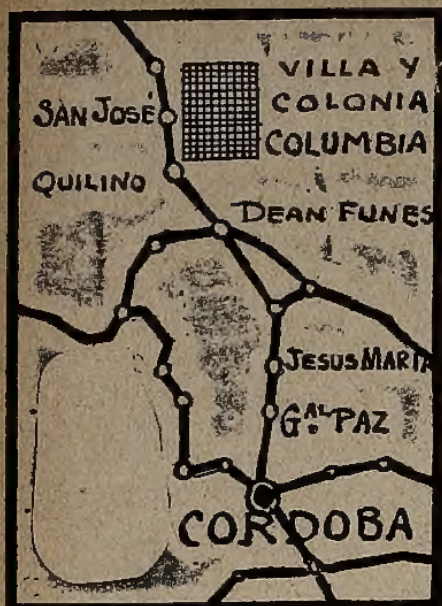 VILLA Y
COLONIA
COLUMBIA
SAN JOSÉ
QUILINO
DEAN FUNES
JESUS MARIA
GAL. PAZ
CORDOBA